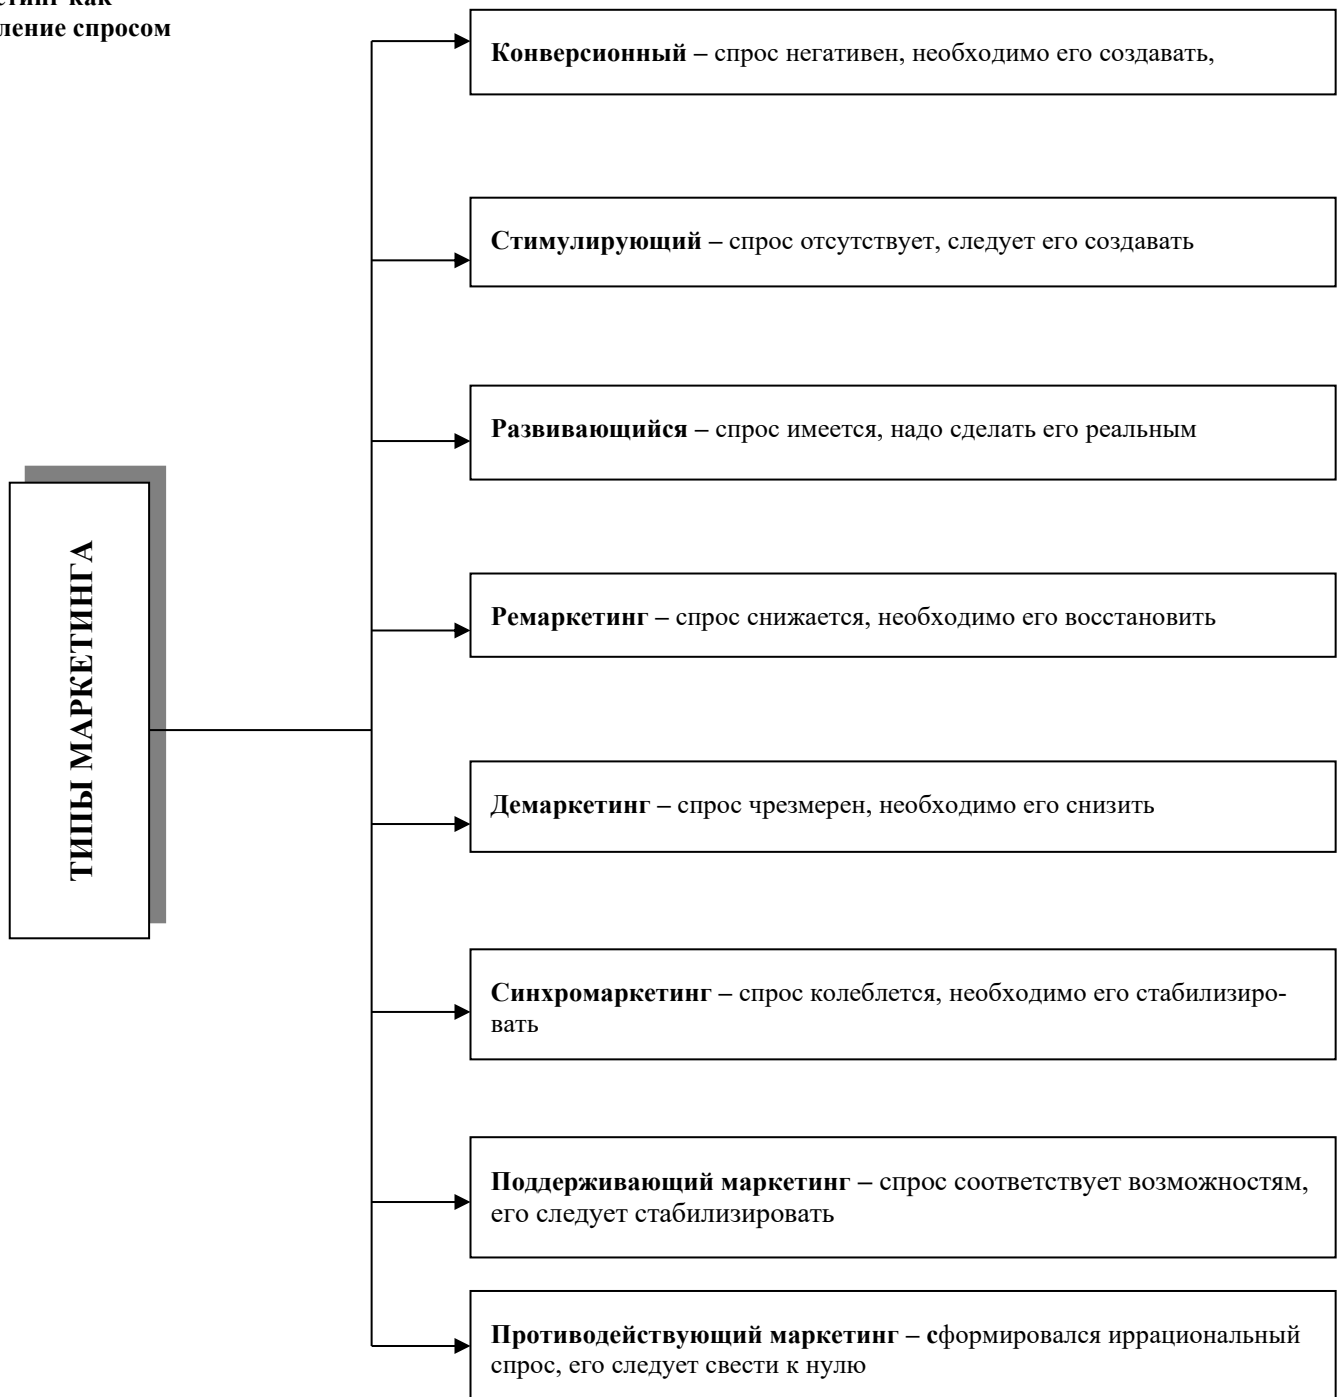 как
спросом
Конверсионный – спрос негативен, необходимо его создавать,
Стимулирующий – спрос отсутствует, следует его создавать
Развивающийся – спрос имеется, надо сделать его реальным
Ремаркетинг – спрос снижается, необходимо его восстановить
ТИПЫ МАРКЕТИНГА
Демаркетинг – спрос чрезмерен, необходимо его снизить
Синхромаркетинг – спрос колеблется, необходимо его стабилизиро-
вать
Поддерживающий маркетинг – спрос соответствует возможностям,
его следует стабилизировать
Противодействующий маркетинг – сформировался иррациональный
спрос, его следует свести к нулю